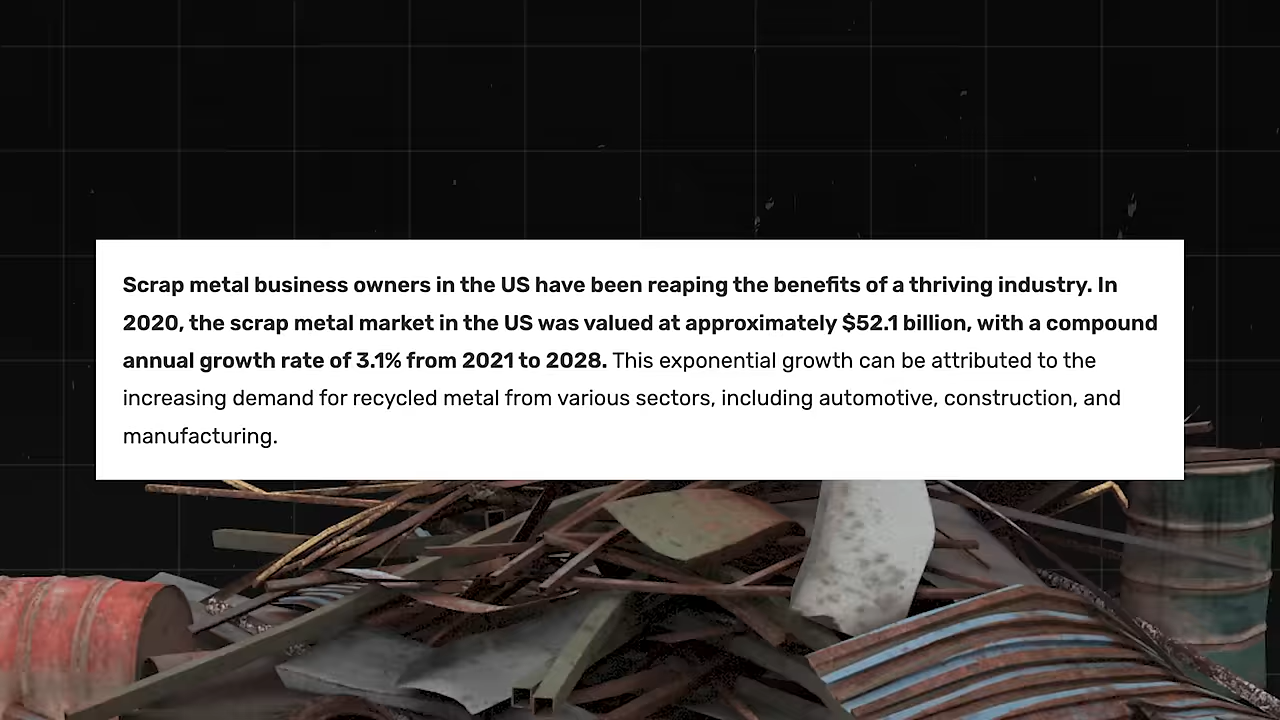 Scrap metal business owners in the US have been reaping the benefits of a thriving industry. In
2020, the scrap metal market in the US was valued at approximately $52.1 billion, with a compound
annual growth rate of 3.1% from 2021 to 2028. This exponential growth can be attributed to the
increasing demand for recycled metal from various sectors, including automotive, construction, and
manufacturing.